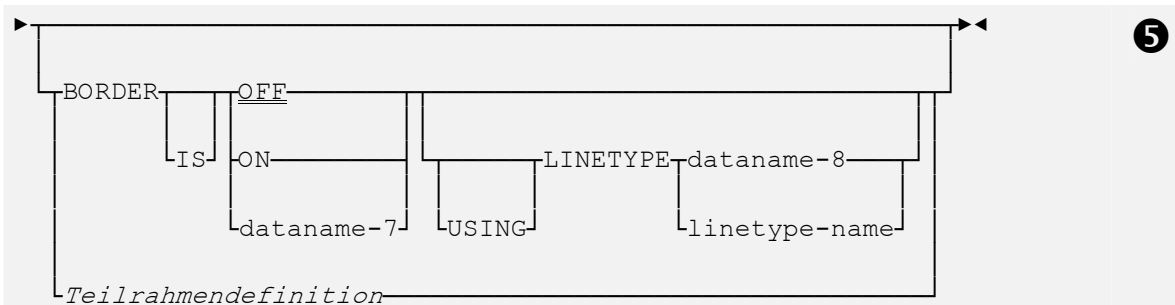 ❺
BORDER OFF
IS ON LINETYPE dataname-8
dataname-7 USING linetype-name
Teilrahmendefinition